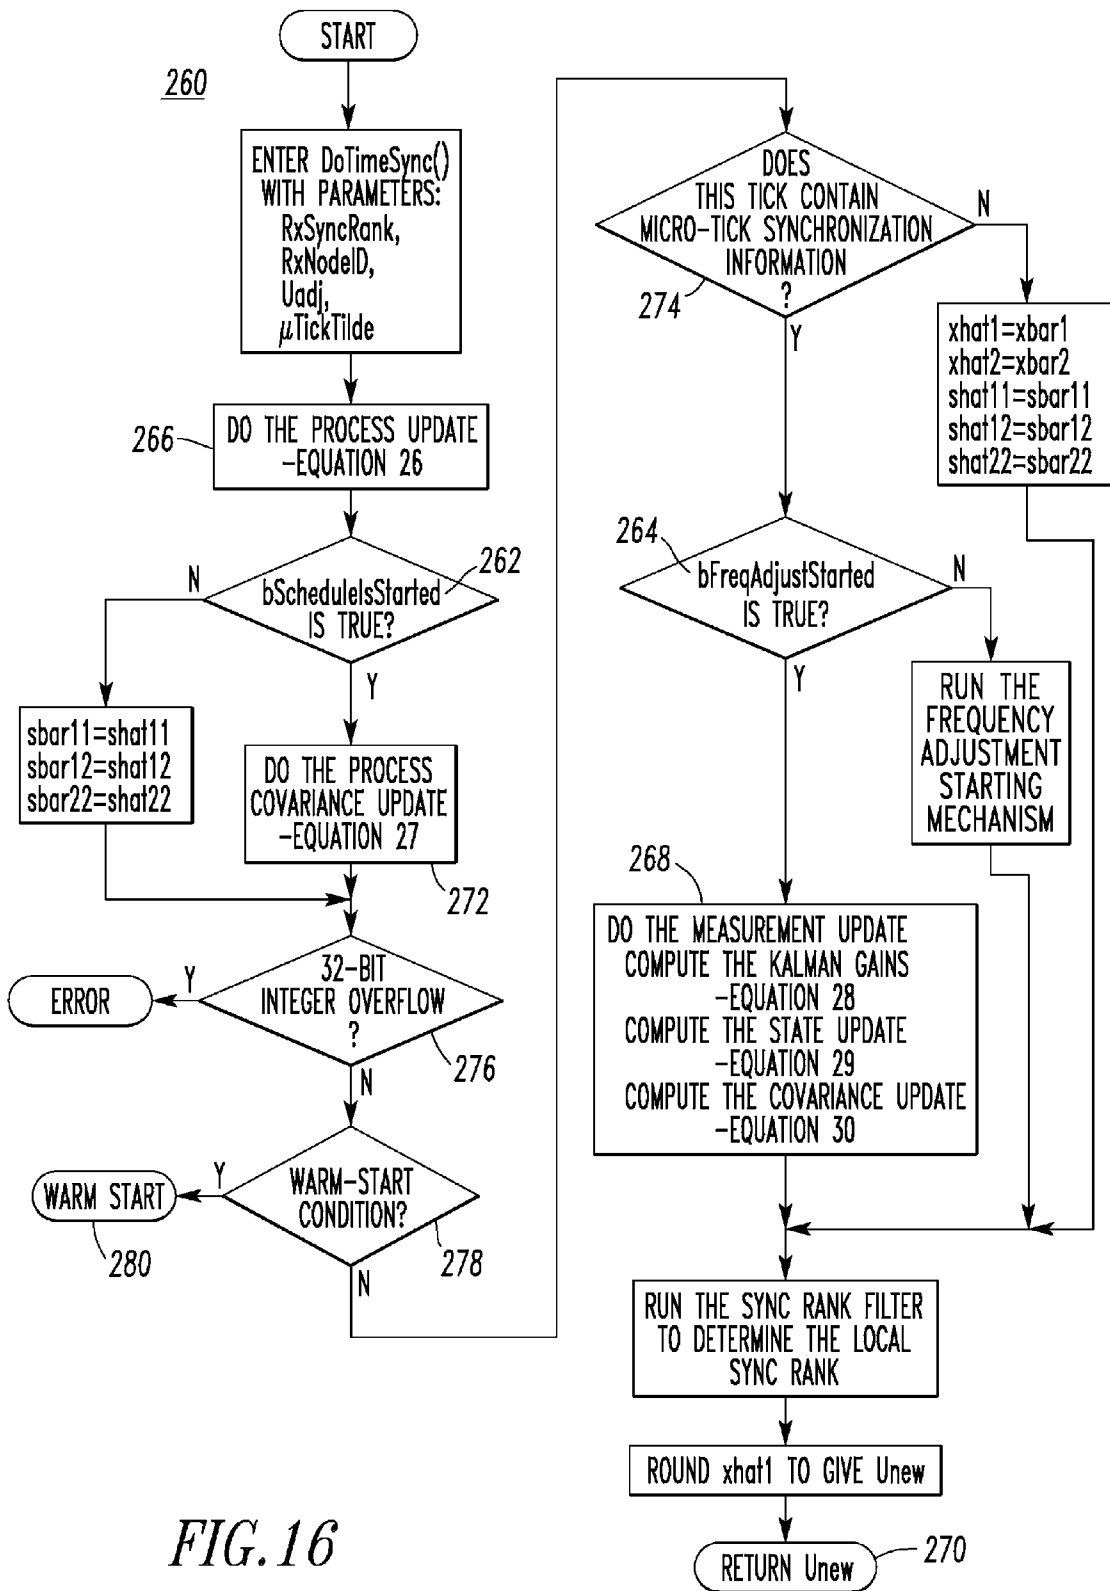 START
260
ENTER DoTimeSync()
WITH PARAMETERS:
RxSyncRank,
RxNodeID,
Uadj,
μTickTilde
266
DO THE PROCESS UPDATE
-EQUATION 26
262
N
bScheduleIsStarted
IS TRUE?
Y
sbar11=shat11
sbar12=shat12
sbar22=shat22
DO THE PROCESS
COVARIANCE UPDATE
-EQUATION 27
272
32-BIT
INTEGER OVERFLOW
?
Y
ERROR
276
N
WARM-START
CONDITION?
Y
WARM START
280
278
N
DOES
THIS TICK CONTAIN
MICRO-TICK SYNCHRONIZATION
INFORMATION
?
N
274
Y
xhat1=xbar1
xhat2=xbar2
shat11=sbar11
shat12=sbar12
shat22=sbar22
264
bFreqAdjustStarted
IS TRUE?
N
Y
RUN THE
FREQUENCY
ADJUSTMENT
STARTING
MECHANISM
268
DO THE MEASUREMENT UPDATE
COMPUTE THE KALMAN GAINS
-EQUATION 28
COMPUTE THE STATE UPDATE
-EQUATION 29
COMPUTE THE COVARIANCE UPDATE
-EQUATION 30
RUN THE SYNC RANK FILTER
TO DETERMINE THE LOCAL
SYNC RANK
ROUND xhat1 TO GIVE Unew
RETURN Unew
270
FIG.16